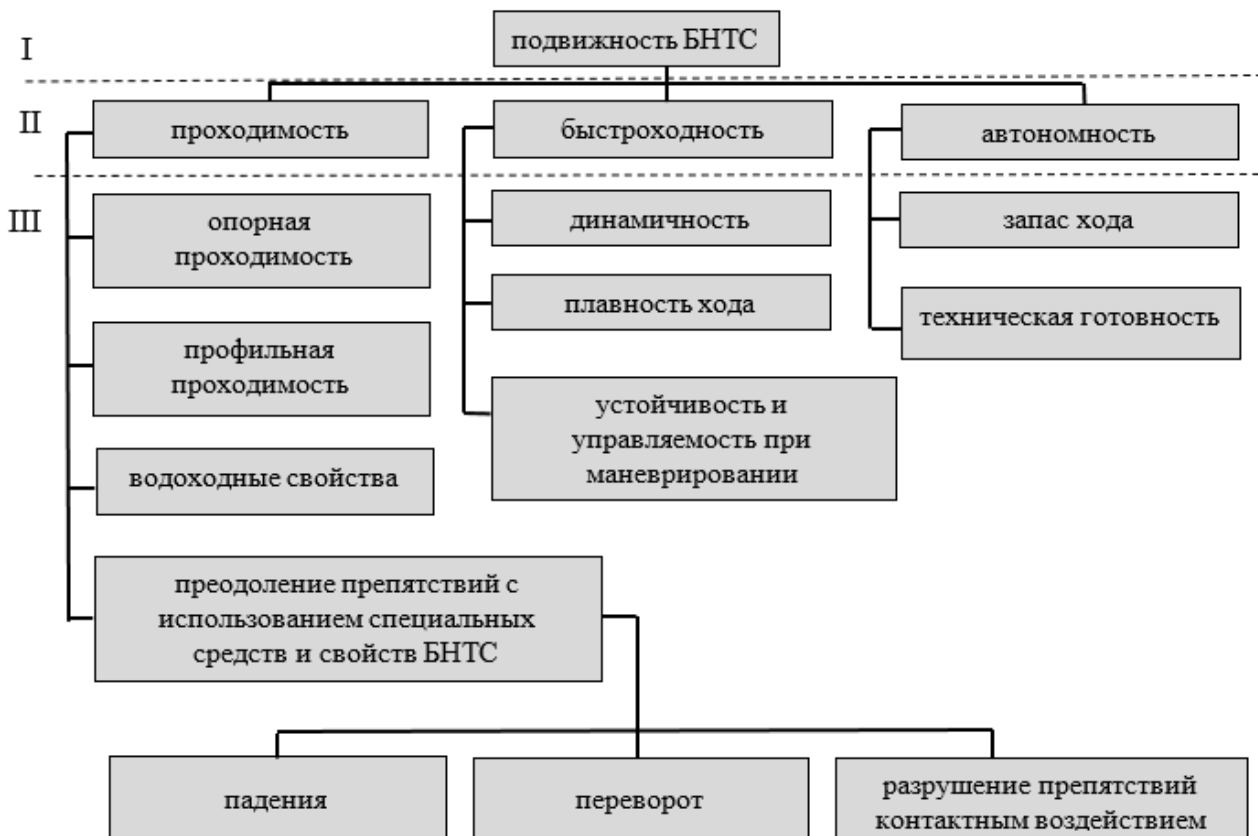 I
подвижность БНТС
II
проходимость
быстроходность
автономность
III
опорная
проходимость
динамичность
запас хода
профильная
проходимость
плавность хода
техническая готовность
водоходные свойства
устойчивость и
управляемость при
маневрировании
преодоление препятствий с
использованием специальных
средств и свойств БНТС
падения
переворот
разрушение препятствий
контактным воздействием